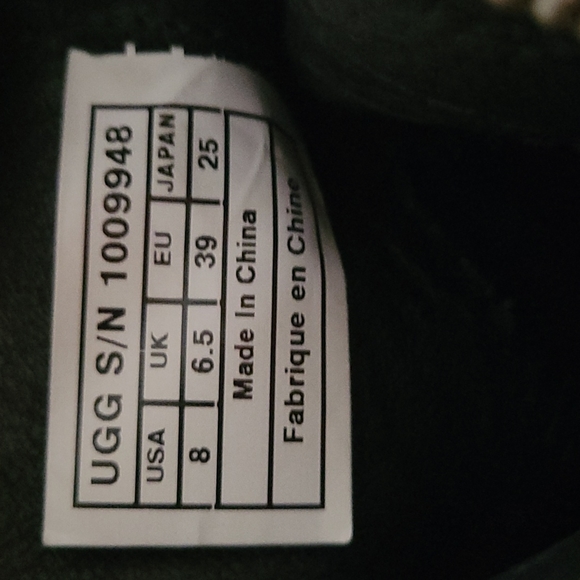 UGG S/N 1009948
USA UK EU JAPAN
8 6.5 39 25
Made In China
Fabrique en Chine